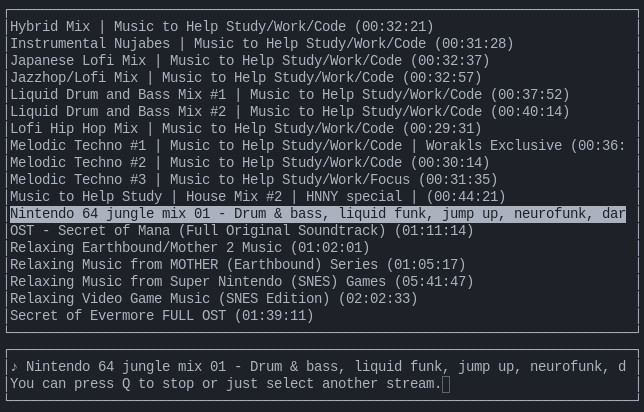 Hybrid Mix | Music to Help Study/Work/Code (00:32:21)
Instrumental Nujabes | Music to Help Study/Work/Code (00:31:28)
Japanese Lofi Mix | Music to Help Study/Work/Code (00:32:37)
Jazzhop/Lofi Mix | Music to Help Study/Work/Code (00:32:57)
Liquid Drum and Bass Mix #1 | Music to Help Study/Work/Code (00:37:52)
Liquid Drum and Bass Mix #2 | Music to Help Study/Work/Code (00:40:14)
Lofi Hip Hop Mix | Music to Help Study/Work/Code (00:29:31)
Melodic Techno #1 | Music to Help Study/Work/Code | Worakls Exclusive (00:36:
Melodic Techno #2 | Music to Help Study/Work/Code (00:30:14)
Melodic Techno #3 | Music to Help Study/Work/Focus (00:31:35)
Music to Help Study | House Mix #2 | HNNY special | (00:44:21)
Nintendo 64 jungle mix 01 - Drum & bass, liquid funk, jump up, neurofunk, dar
OST - Secret of Mana (Full Original Soundtrack) (01:11:14)
Relaxing Earthbound/Mother 2 Music (01:02:01)
Relaxing Music from MOTHER (Earthbound) Series (01:05:17)
Relaxing Music from Super Nintendo (SNES) Games (05:41:47)
Relaxing Video Game Music (SNES Edition) (02:02:33)
Secret of Evermore FULL OST (01:39:11)
♪ Nintendo 64 jungle mix 01 - Drum & bass, liquid funk, jump up, neurofunk, d
You can press Q to stop or just select another stream.